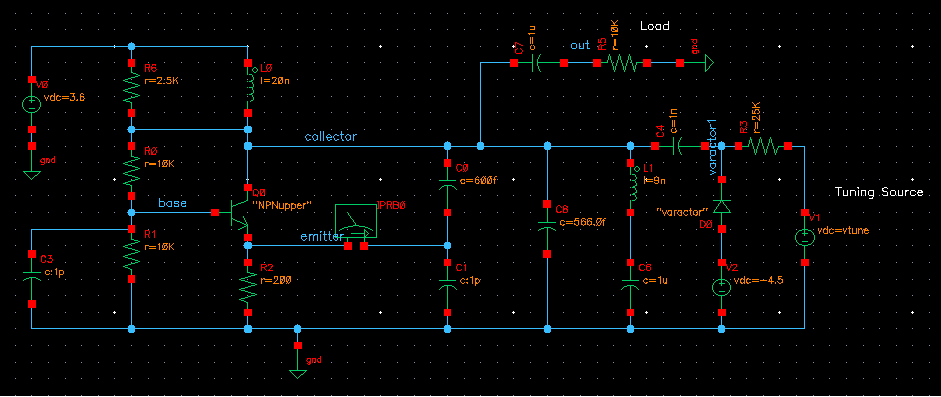 Load
C7
c=1u
out
R5
r=10K
gnd
R6
r=2.5K
L0
l=20n
V0
vdc=3.6
gnd
collector
C4
c=1n
varactor1
R3
r=25K
R0
r=10K
C0
c=600f
L1
l=9n
Tuning Source
base
Q0
"NPNupper"
IPRB0
C8
c=566.0f
"varactor"
D0
V1
vdc=vtune
R1
r=10K
emitter
C3
c:1p
R2
r=200
C1
c:1p
C6
c=1u
V2
vdc=-4.5
gnd